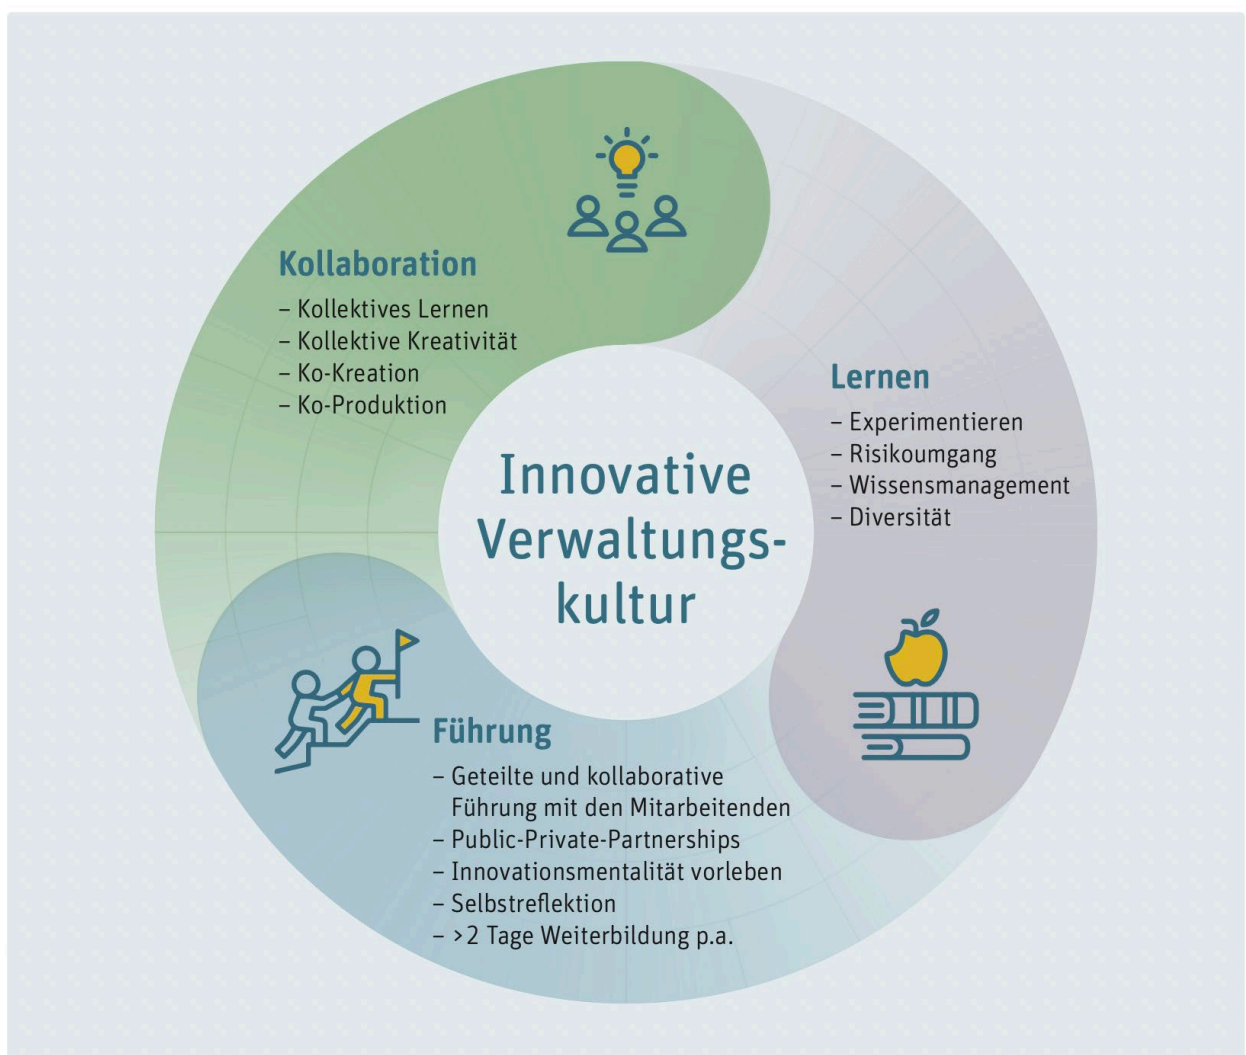 Kollaboration
– Kollektives Lernen
– Kollektive Kreativität
– Ko-Kreation
– Ko-Produktion
Lernen
– Experimentieren
– Risikoumgang
– Wissensmanagement
– Diversität
Innovative
Verwaltungs-
kultur
Führung
– Geteilte und kollaborative
Führung mit den Mitarbeitenden
– Public-Private-Partnerships
– Innovationsmentalität vorleben
– Selbstreflektion
– >2 Tage Weiterbildung p.a.